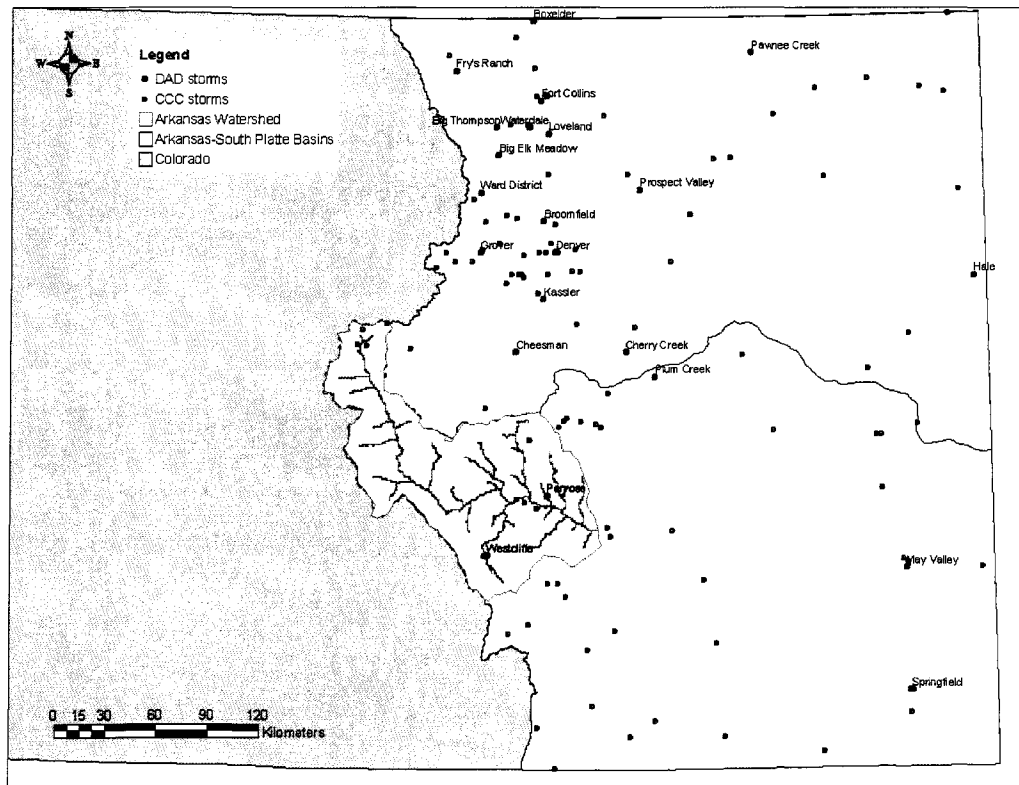 Boxelder
N
W E
S
Legend
DAD storms
CCC storms
Arkansas Watershed
Arkansas-South Platte Basins
Colorado
Pawnee Creek
Fry's Ranch
Fort Collins
Big Thompson
Waterdale
Loveland
Big Elk Meadow
Ward District
Prospect Valley
Broomfield
Grover
Denver
Hale
Kassler
Cheesman
Cherry Creek
Plum Creek
Penrose
Westcliffe
May Valley
Springfield
0 15 30 60 90 120
Kilometers